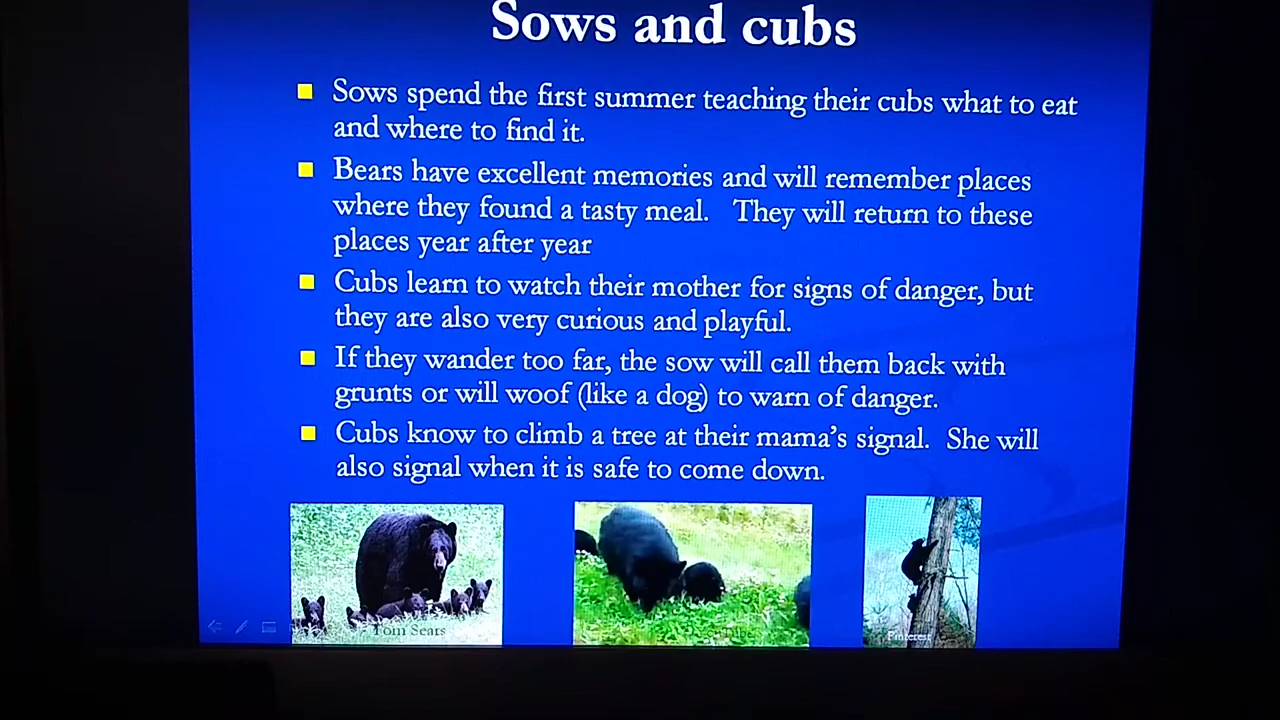 Sows and cubs
Sows spend the first summer teaching their cubs what to eat
and where to find it.
Bears have excellent memories and will remember places
where they found a tasty meal. They will return to these
places year after year
Cubs learn to watch their mother for signs of danger, but
they are also very curious and playful.
If they wander too far, the sow will call them back with
grunts or will woof (like a dog) to warn of danger.
Cubs know to climb a tree at their mama's signal. She will
also signal when it is safe to come down.
Tom Sears
Pinterest